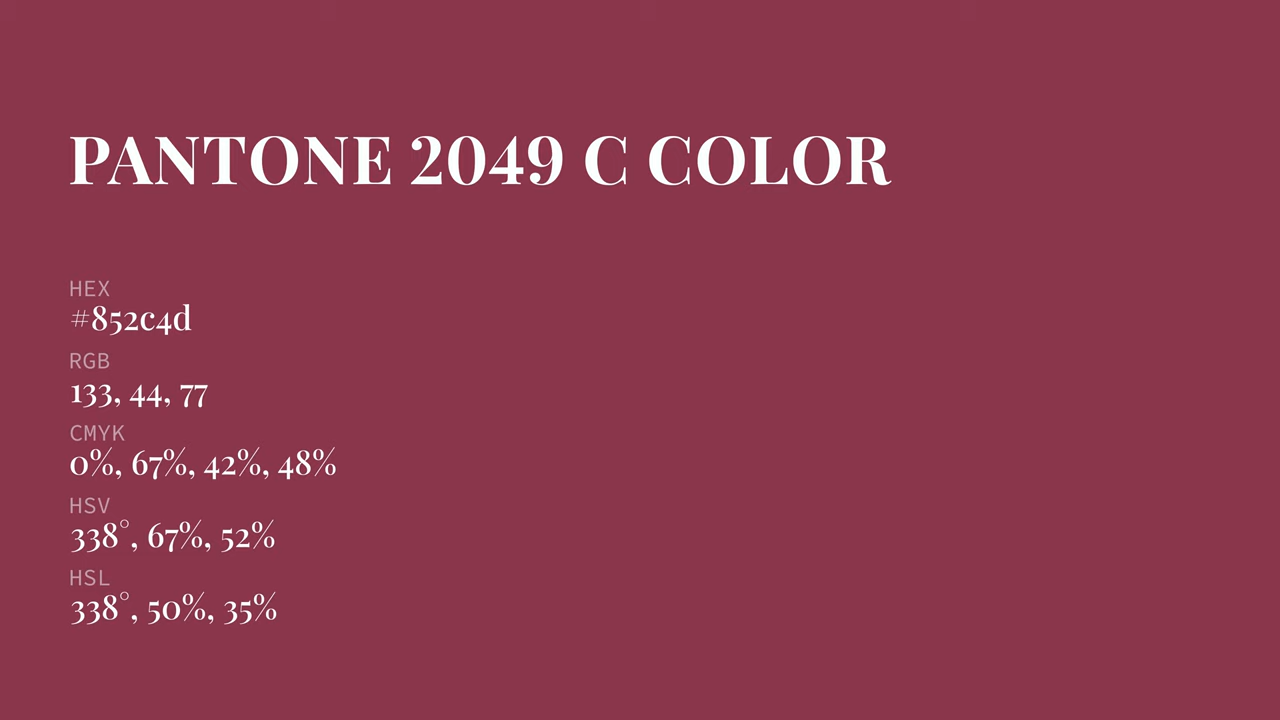 PANTONE 2049 C COLOR
HEX
#852c4d
RGB
133, 44, 77
CMYK
0%, 67%, 42%, 48%
HSV
338°, 67%, 52%
HSL
338°, 50%, 35%